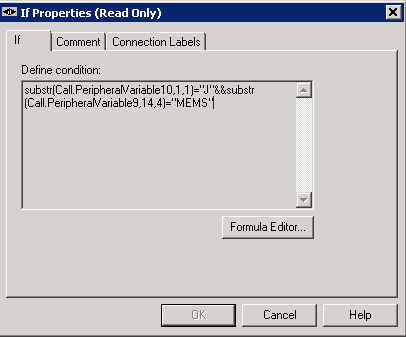 If Properties (Read Only)
If
Comment
Connection Labels
Define condition:
substr(Call.PeripheralVariable10,1,1)="J"&&substr
(Call.PeripheralVariable9,14,4)="MEMS"
Formula Editor...
OK
Cancel
Help